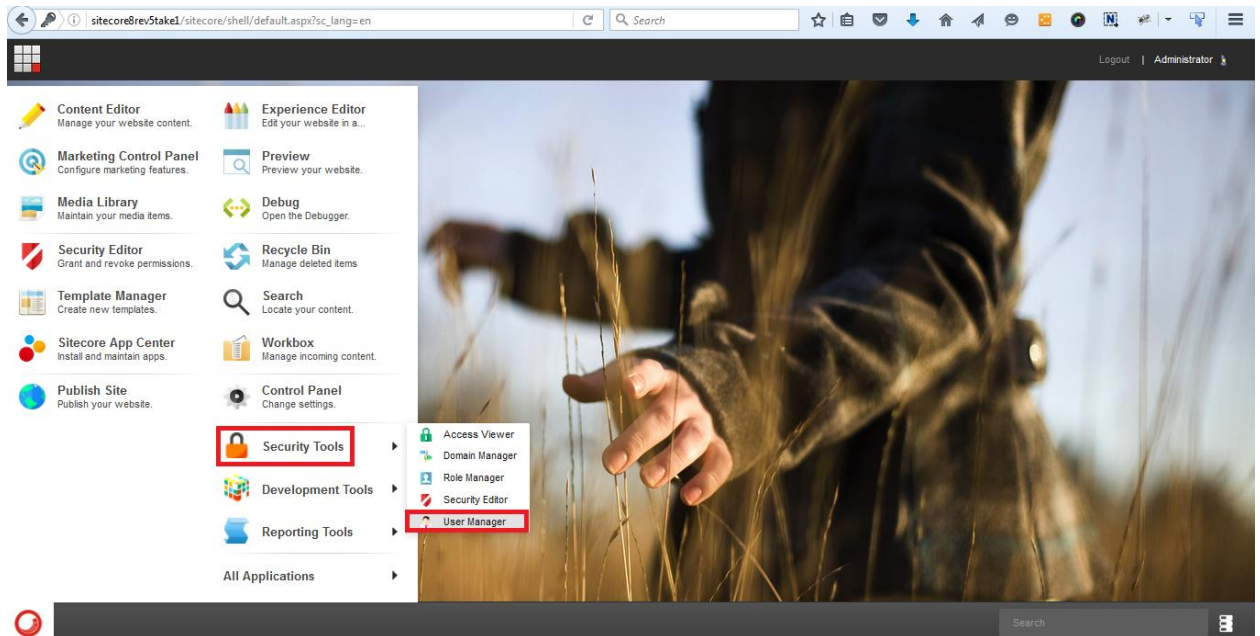 sitecore8rev5take1/sitecore/shell/default.aspx?sc_lang=en
Search
Logout | Administrator
Content Editor
Manage your website content.
Marketing Control Panel
Configure marketing features.
Media Library
Maintain your media items.
Security Editor
Grant and revoke permissions.
Template Manager
Create new templates.
Sitecore App Center
Install and maintain apps.
Publish Site
Publish your website.
Experience Editor
Edit your website in a...
Preview
Preview your website.
Debug
Open the Debugger.
Recycle Bin
Manage deleted items
Search
Locate your content.
Workbox
Manage incoming content.
Control Panel
Change settings.
Security Tools
Development Tools
Reporting Tools
All Applications
Access Viewer
Domain Manager
Role Manager
Security Editor
User Manager
Search